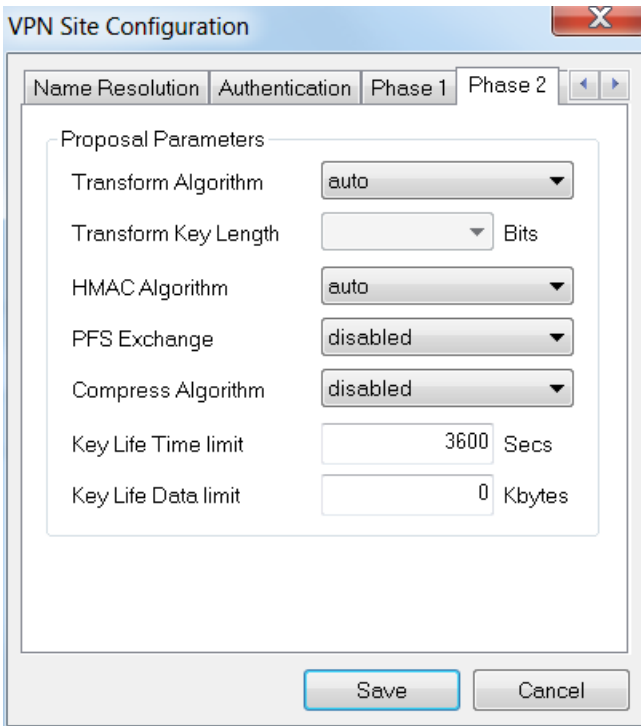 VPN Site Configuration
Name Resolution Authentication Phase 1 Phase 2
Proposal Parameters
Transform Algorithm auto
Transform Key Length Bits
HMAC Algorithm auto
PFS Exchange disabled
Compress Algorithm disabled
Key Life Time limit 3600 Secs
Key Life Data limit 0 Kbytes
Save Cancel